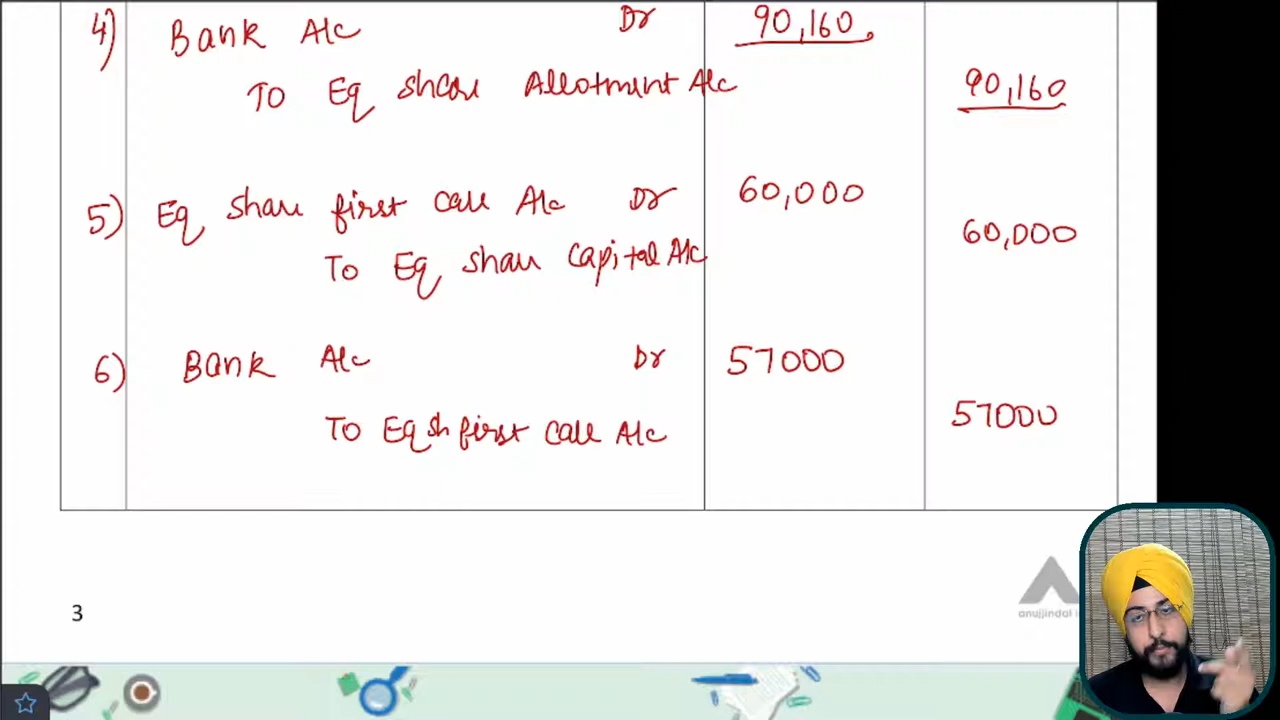 4) Bank A/c Dr 90,160
To Eq share Allotment A/c 90,160
5) Eq share first call A/c Dr 60,000
To Eq share Capital A/c 60,000
6) Bank A/c Dr 57000
To Eq sh first call A/c 57000
3
anujjindal